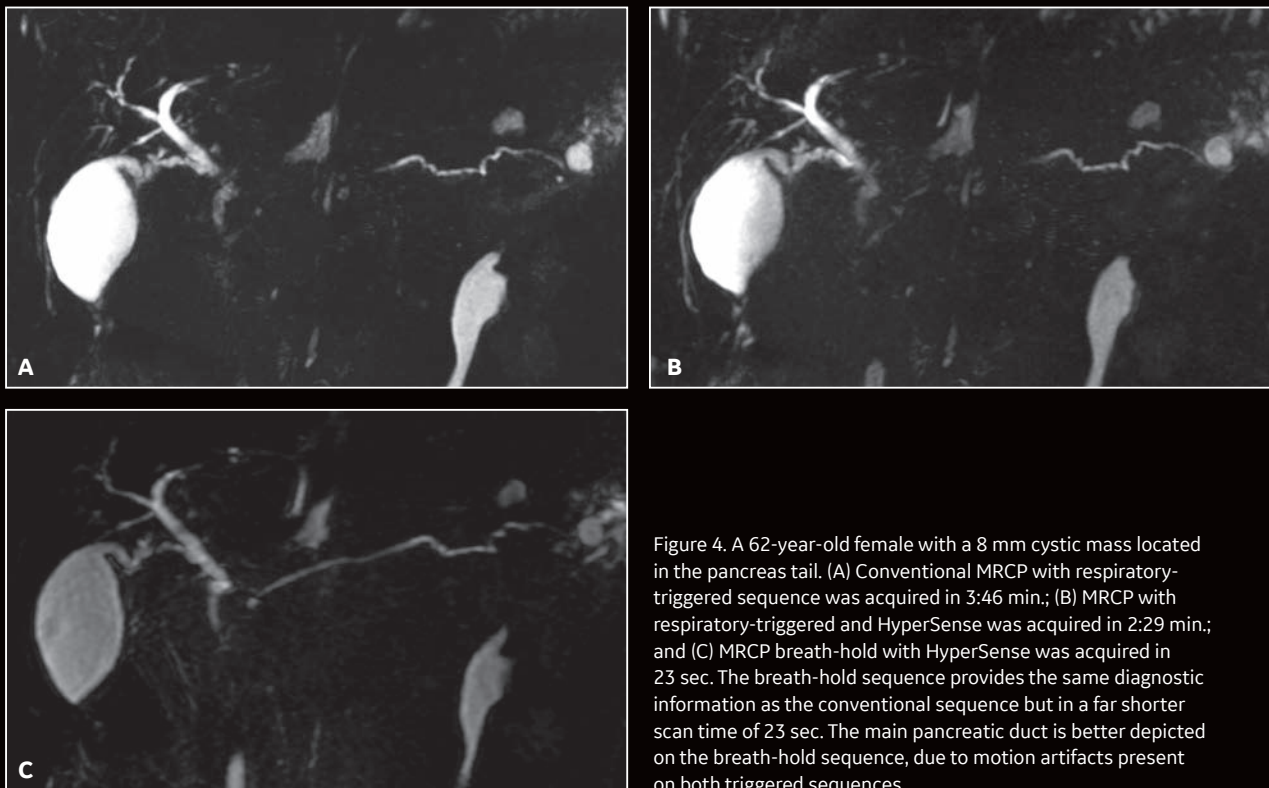 A
B
C
Figure 4. A 62-year-old female with a 8 mm cystic mass located
in the pancreas tail. (A) Conventional MRCP with respiratory-
triggered sequence was acquired in 3:46 min.; (B) MRCP with
respiratory-triggered and HyperSense was acquired in 2:29 min.;
and (C) MRCP breath-hold with HyperSense was acquired in
23 sec. The breath-hold sequence provides the same diagnostic
information as the conventional sequence but in a far shorter
scan time of 23 sec. The main pancreatic duct is better depicted
on the breath-hold sequence, due to motion artifacts present
on both triggered sequences.